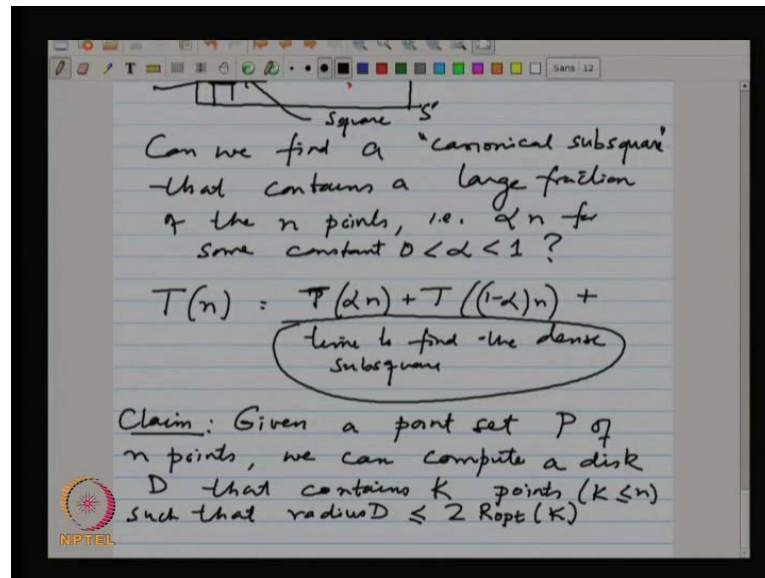 T
Sans 12
Square S'
Can we find a "canonical subsquare"
that contains a large fraction
of the n points, i.e. αn for
some constant 0 < α < 1 ?
T(n) = T(αn) + T((1-α)n) +
time to find the dense
subsquare
Claim: Given a point set P of
n points, we can compute a disk
D that contains K points (K ≤ n)
such that radius D ≤ 2 Ropt(K)
NPTEL